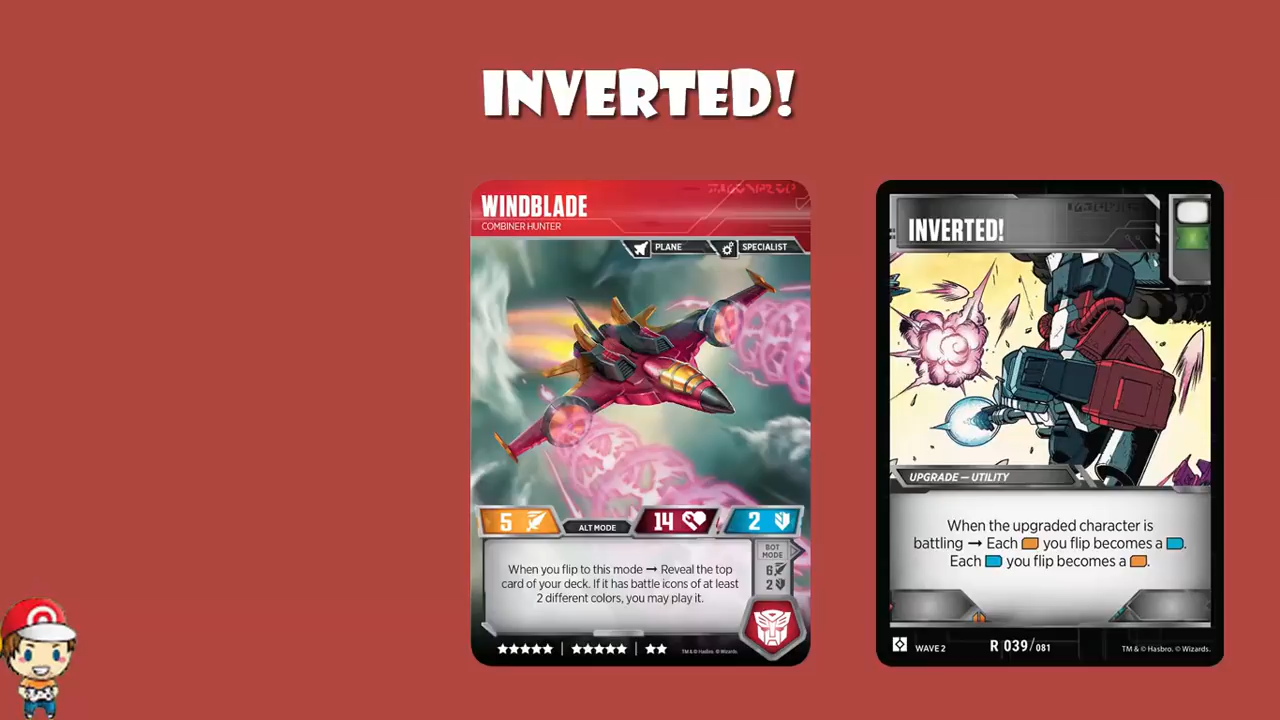 INVERTED!
WINDBLADE
COMBINER HUNTER
PLANE
SPECIALIST
5
ALT MODE
14
2
When you flip to this mode → Reveal the top
card of your deck. If it has battle icons of at least
2 different colors, you may play it.
BOT
MODE
6
2
TM & © Hasbro. © Wizards.
INVERTED!
UPGRADE – UTILITY
When the upgraded character is
battling → Each you flip becomes a .
Each you flip becomes a .
WAVE 2
R 039/081
TM & © Hasbro. © Wizards.